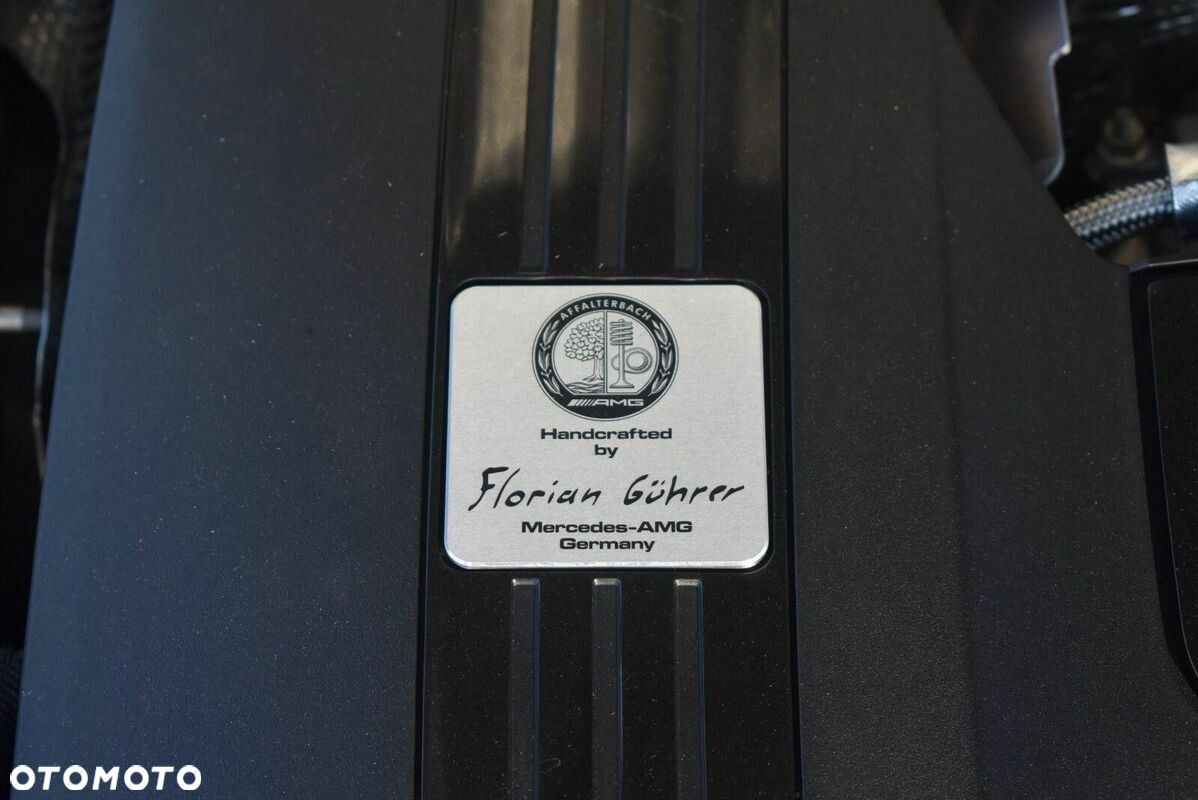 AFFALTERBACH
AMG
Handcrafted
by
Florian Gührer
Mercedes-AMG
Germany
OTOMOTO